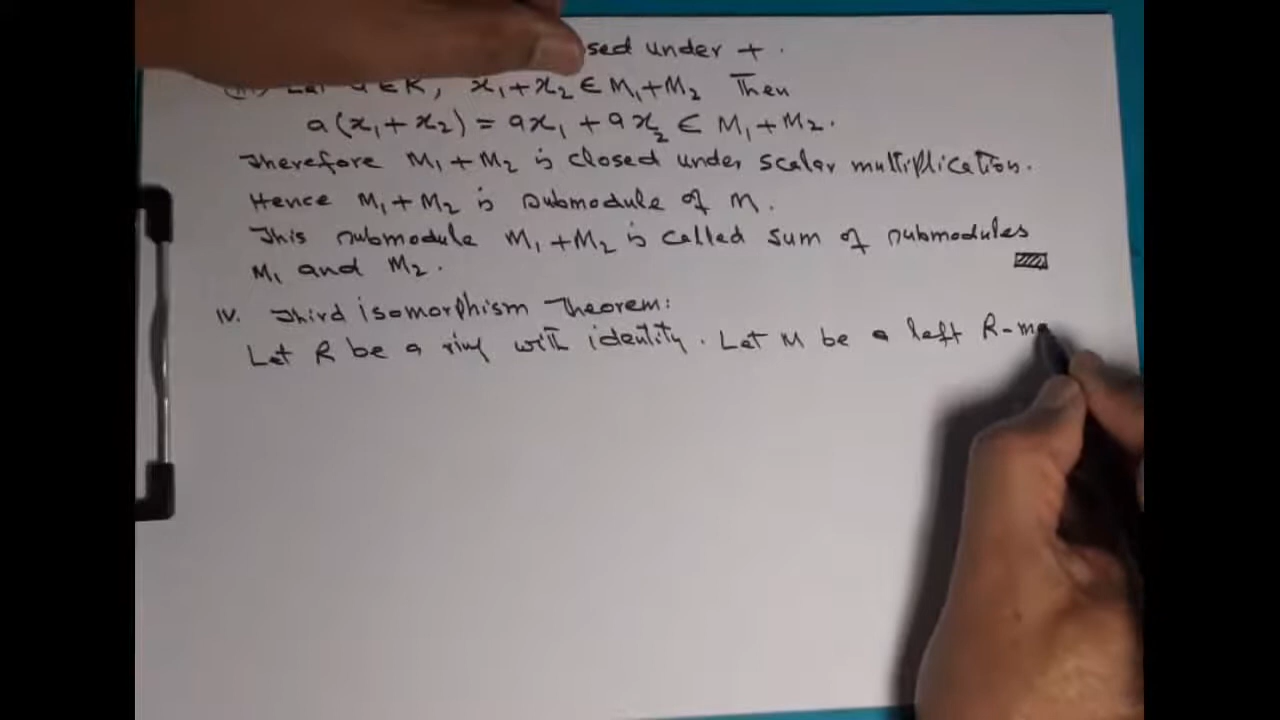 sed under + .
x₁+x₂ ∈ M₁+M₂ Then
a(x₁+x₂) = ax₁ + ax₂ ∈ M₁+M₂.
Therefore M₁+M₂ is closed under scalar multiplication.
Hence M₁+M₂ is submodule of M.
This submodule M₁+M₂ is called sum of submodules
M₁ and M₂.
IV. Third isomorphism Theorem:
Let R be a ring with identity. Let M be a left R-mo